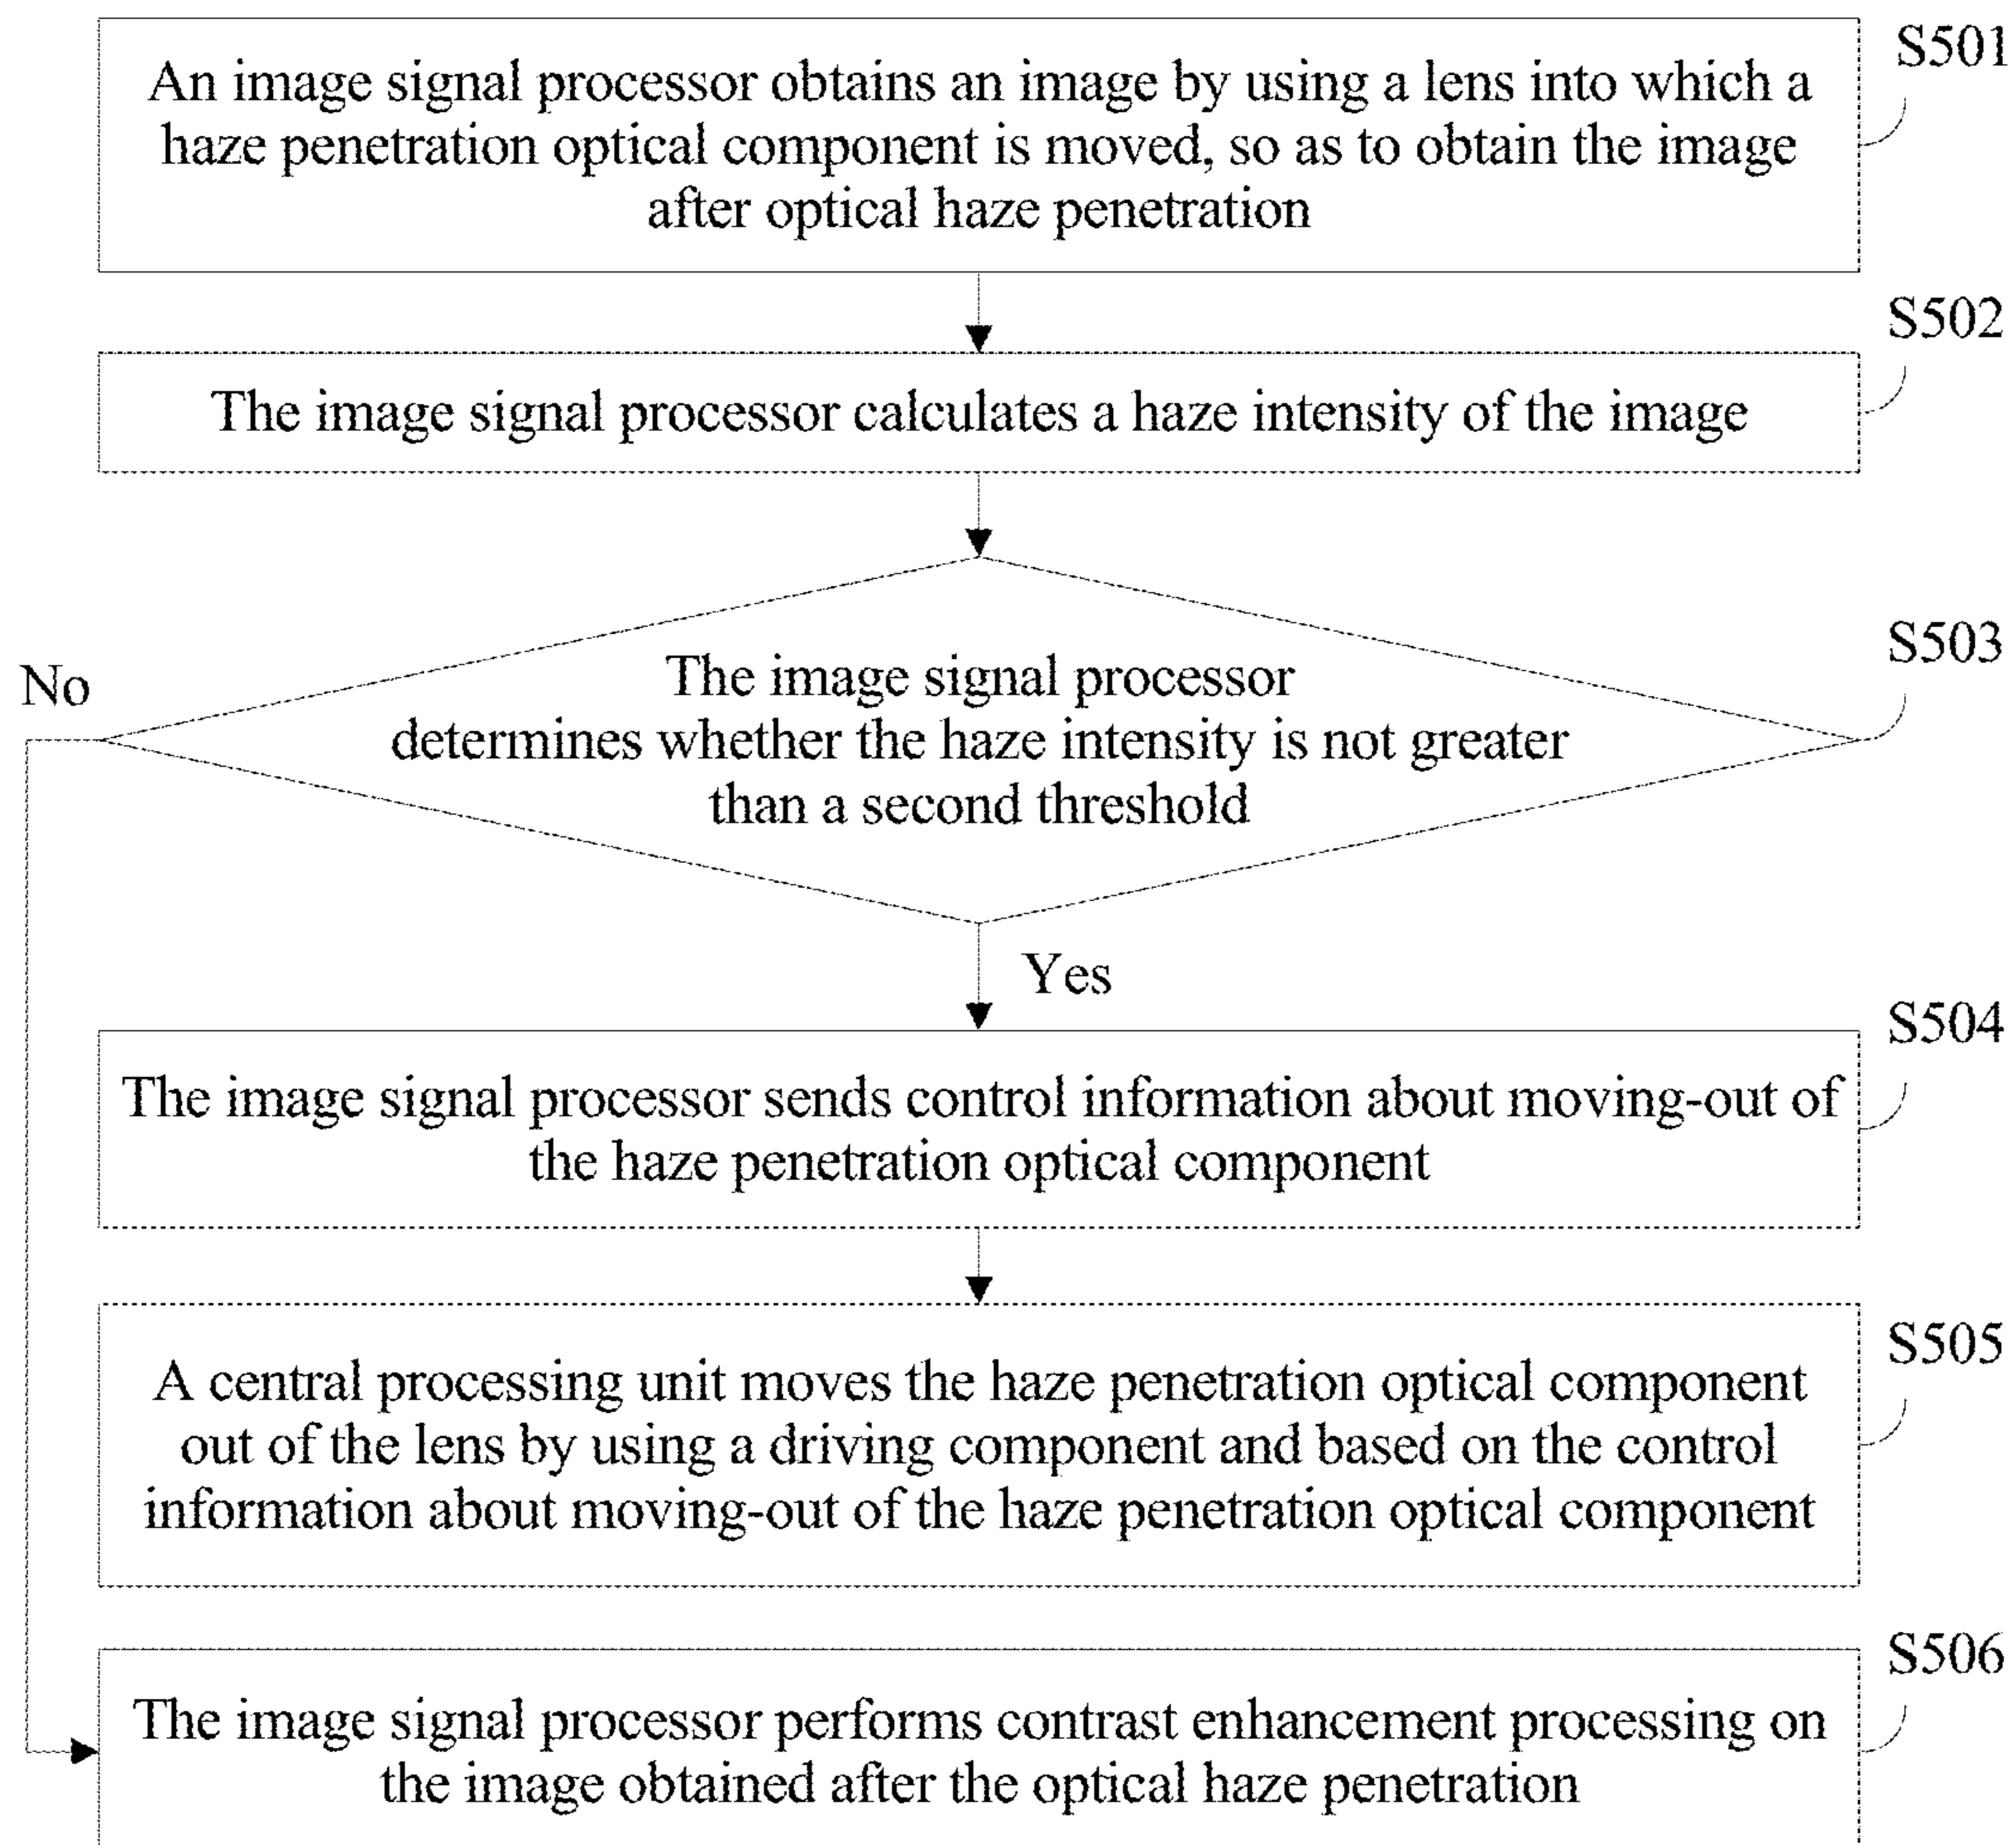 S501
An image signal processor obtains an image by using a lens into which a
haze penetration optical component is moved, so as to obtain the image
after optical haze penetration
S502
The image signal processor calculates a haze intensity of the image
S503
No
The image signal processor
determines whether the haze intensity is not greater
than a second threshold
Yes
S504
The image signal processor sends control information about moving-out of
the haze penetration optical component
S505
A central processing unit moves the haze penetration optical component
out of the lens by using a driving component and based on the control
information about moving-out of the haze penetration optical component
S506
The image signal processor performs contrast enhancement processing on
the image obtained after the optical haze penetration